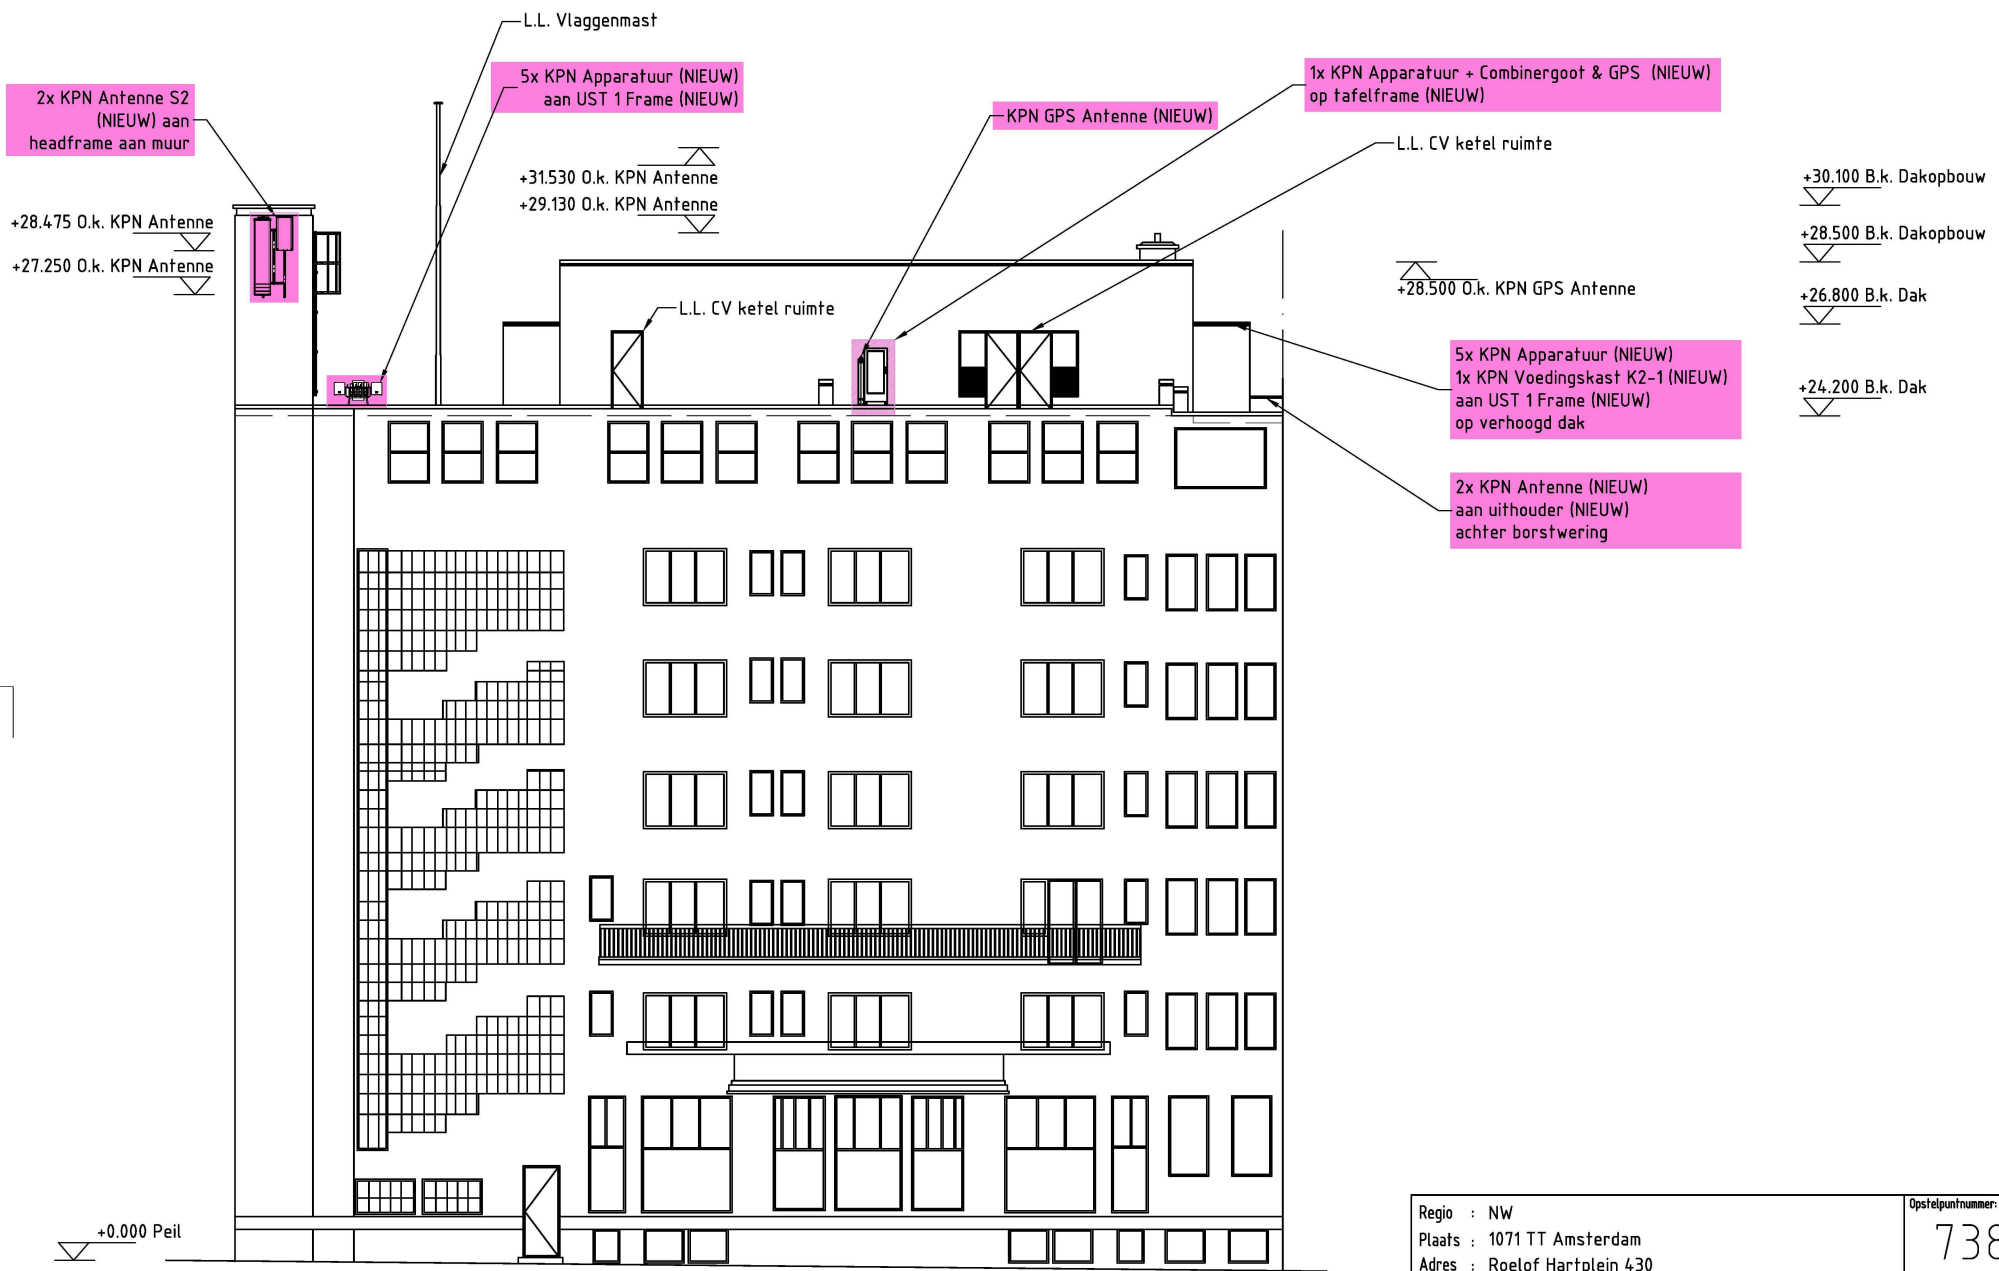 L.L. Vlaggenmast
5x KPN Apparatuur (NIEUW)
aan UST 1 Frame (NIEUW)
2x KPN Antenne S2
(NIEUW) aan
headframe aan muur
KPN GPS Antenne (NIEUW)
1x KPN Apparatuur + Combinergoot & GPS (NIEUW)
op tafelframe (NIEUW)
L.L. CV ketel ruimte
+31.530 O.k. KPN Antenne
+29.130 O.k. KPN Antenne
+28.475 O.k. KPN Antenne
+27.250 O.k. KPN Antenne
+30.100 B.k. Dakopbouw
+28.500 B.k. Dakopbouw
+26.800 B.k. Dak
+24.200 B.k. Dak
+28.500 O.k. KPN GPS Antenne
L.L. CV ketel ruimte
5x KPN Apparatuur (NIEUW)
1x KPN Voedingskast K2-1 (NIEUW)
aan UST 1 Frame (NIEUW)
op verhoogd dak
2x KPN Antenne (NIEUW)
aan uithouder (NIEUW)
achter borstwering
+0.000 Peil
Regio : NW
Plaats : 1071 TT Amsterdam
Adres : Roelof Hartplein 430
Opstelpuntnummer:
738